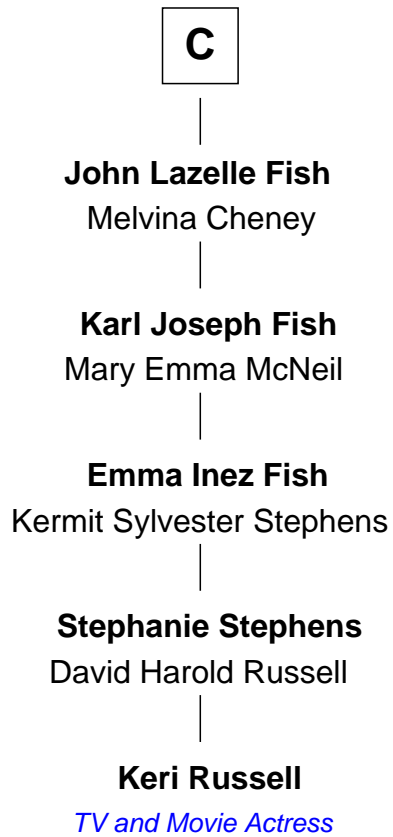 C
John Lazelle Fish
Melvina Cheney
Karl Joseph Fish
Mary Emma McNeil
Emma Inez Fish
Kermit Sylvester Stephens
Stephanie Stephens
David Harold Russell
Keri Russell
TV and Movie Actress